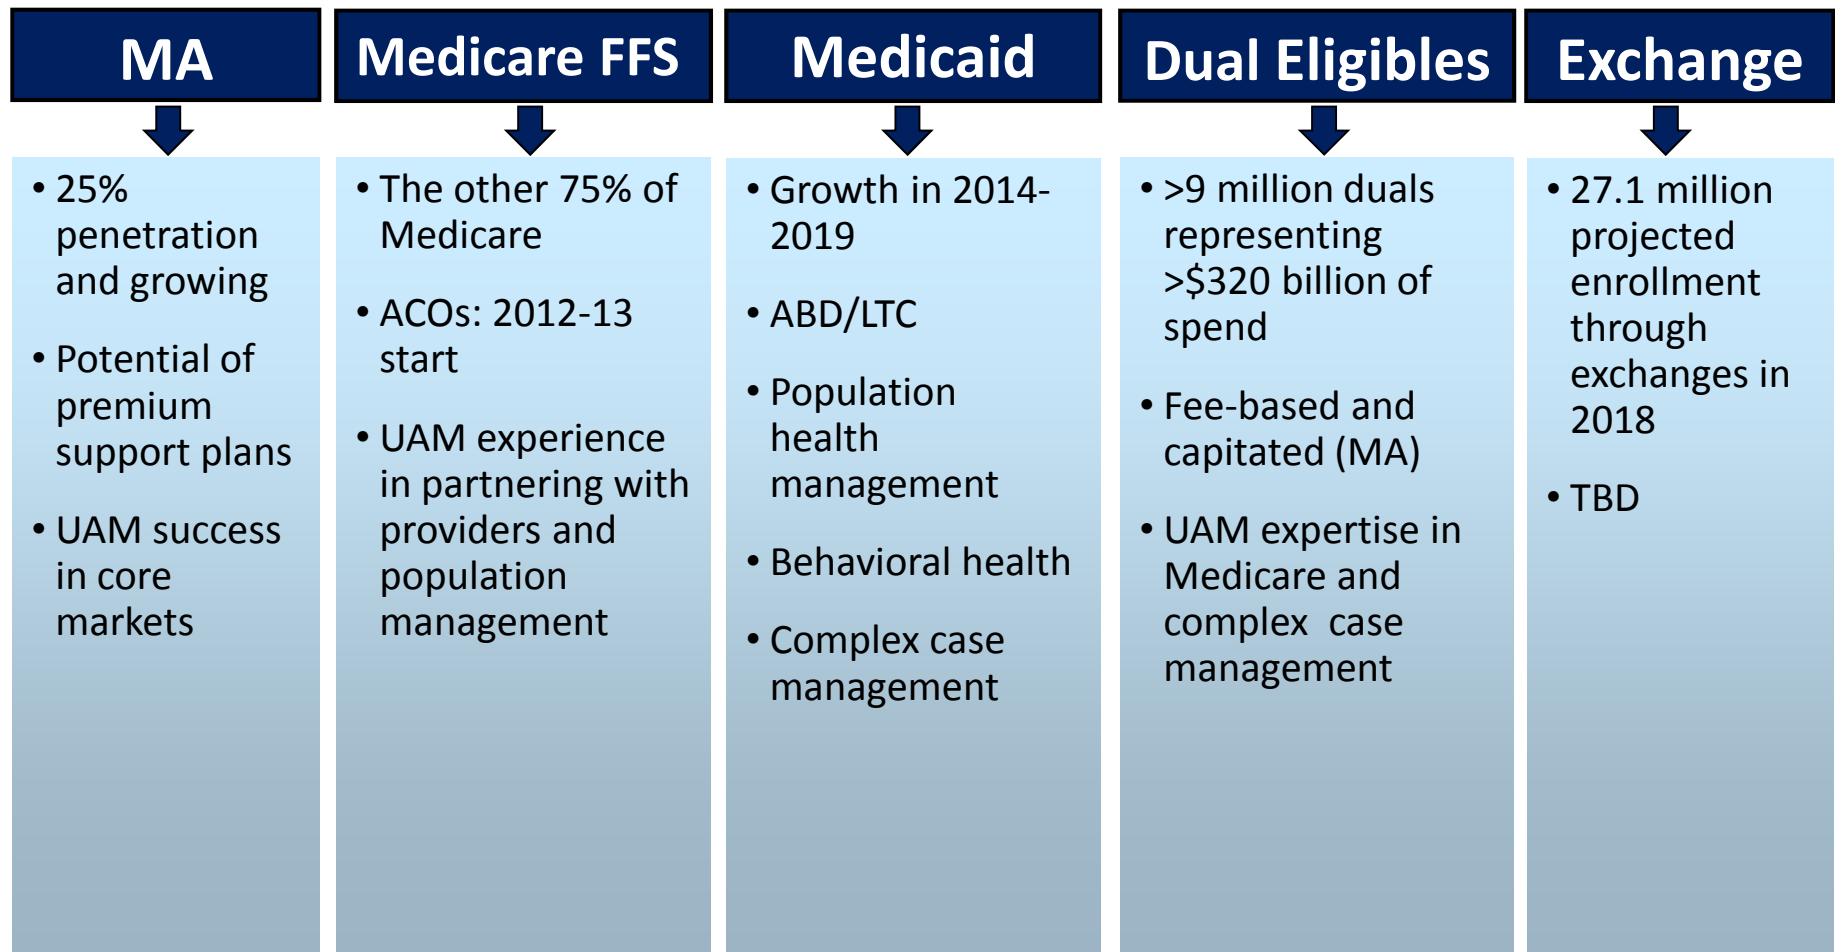 MA
• 25%
penetration
and growing
• Potential of
premium
support plans
• UAM success
in core
markets
Medicare FFS
• The other 75% of
Medicare
• ACOs: 2012-13
start
• UAM experience
in partnering with
providers and
population
management
Medicaid
• Growth in 2014-
2019
• ABD/LTC
• Population
health
management
• Behavioral health
• Complex case
management
Dual Eligibles
• >9 million duals
representing
>$320 billion of
spend
• Fee-based and
capitated (MA)
• UAM expertise in
Medicare and
complex  case
management
Exchange
• 27.1 million
projected
enrollment
through
exchanges in
2018
• TBD